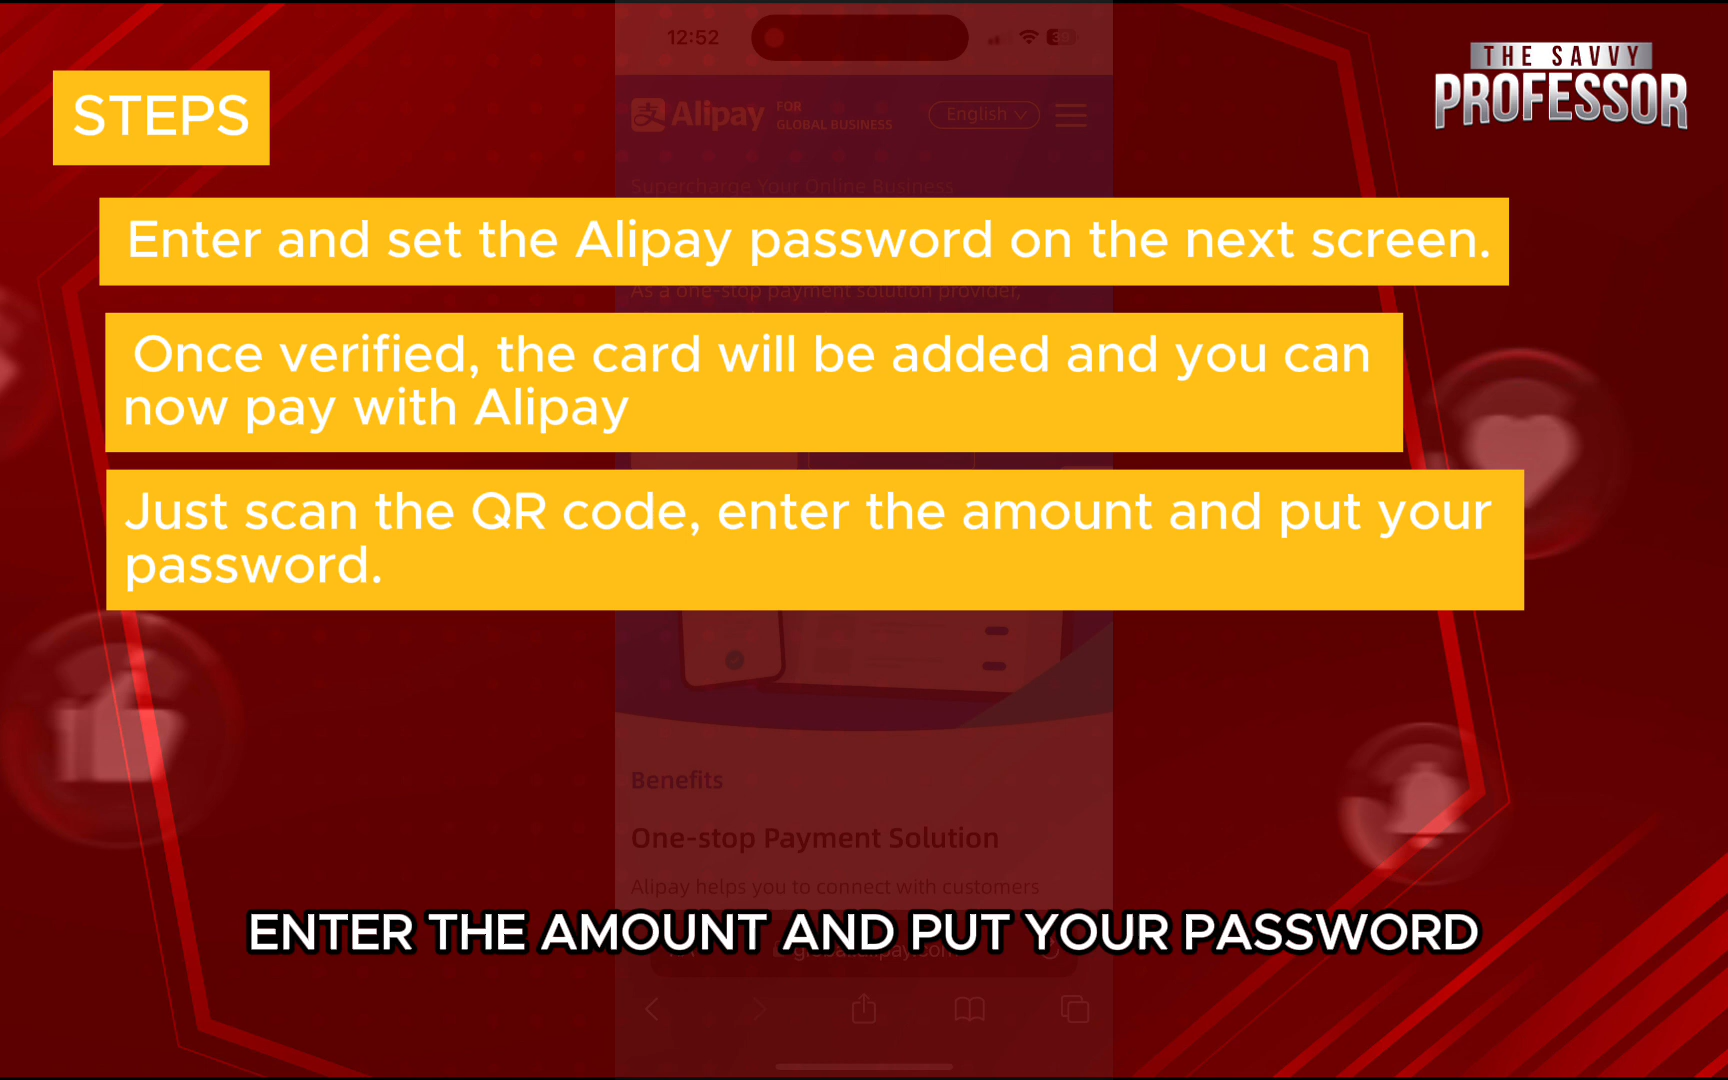 12:52
THE SAVVY
PROFESSOR
STEPS
Alipay
FOR
GLOBAL BUSINESS
English
Supercharge Your Online Business
Enter and set the Alipay password on the next screen.
As a one-stop payment solution provider,
Once verified, the card will be added and you can
now pay with Alipay
Just scan the QR code, enter the amount and put your
password.
Benefits
One-stop Payment Solution
Alipay helps you to connect with customers
ENTER THE AMOUNT AND PUT YOUR PASSWORD